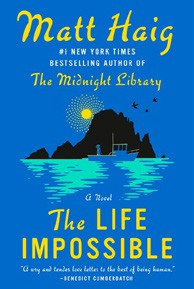 Matt Haig
#1 NEW YORK TIMES
BESTSELLING AUTHOR OF
The Midnight Library
A Novel
The LIFE
IMPOSSIBLE
"A wry and tender love letter to the best of being human."
—BENEDICT CUMBERBATCH